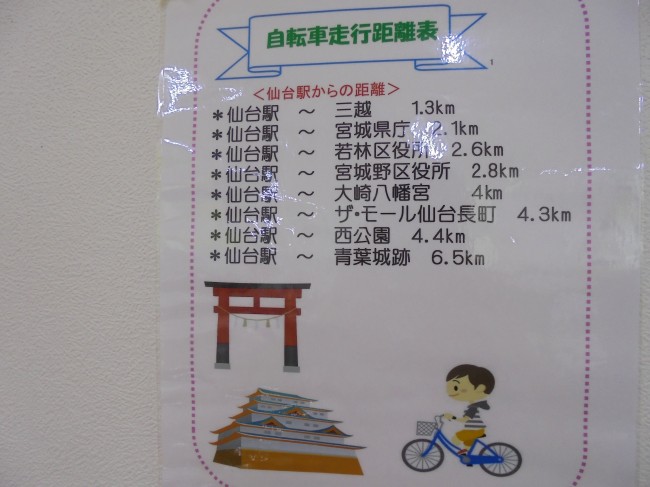 自転車走行距離表
1
＜仙台駅からの距離＞
＊仙台駅 ～ 三越 1.3km
＊仙台駅 ～ 宮城県庁 2.1km
＊仙台駅 ～ 若林区役所 2.6km
＊仙台駅 ～ 宮城野区役所 2.8km
＊仙台駅 ～ 大崎八幡宮 4km
＊仙台駅 ～ ザ・モール仙台長町 4.3km
＊仙台駅 ～ 西公園 4.4km
＊仙台駅 ～ 青葉城跡 6.5km